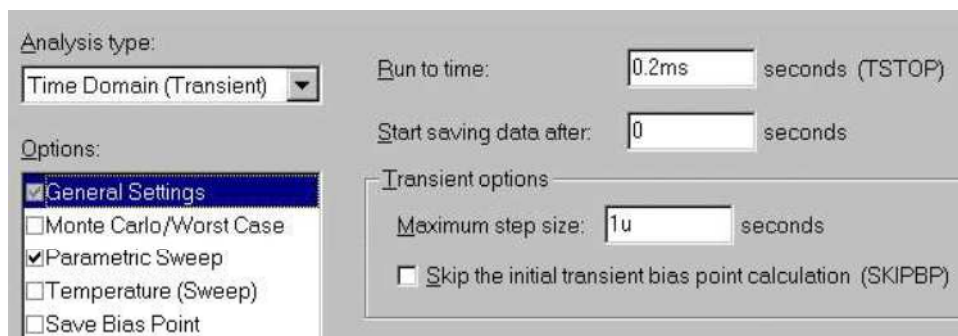 Analysis type:
Time Domain (Transient)
Options:
General Settings
Monte Carlo/Worst Case
Parametric Sweep
Temperature (Sweep)
Save Bias Point
Run to time: 0.2ms seconds (TSTOP)
Start saving data after: 0 seconds
Transient options
Maximum step size: 1u seconds
Skip the initial transient bias point calculation (SKIPBP)